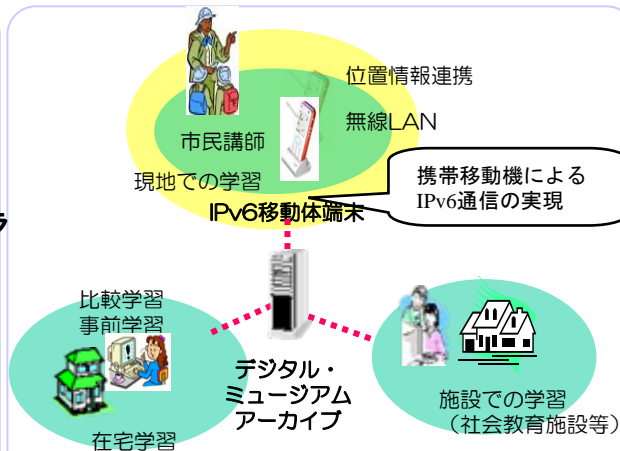 位置情報連携
無線LAN
市民講師
現地での学習
IPv6移動体端末
携帯移動機による
IPv6通信の実現
ラ
比較学習
事前学習
在宅学習
デジタル・
ミュージアム
アーカイブ
施設での学習
（社会教育施設等）